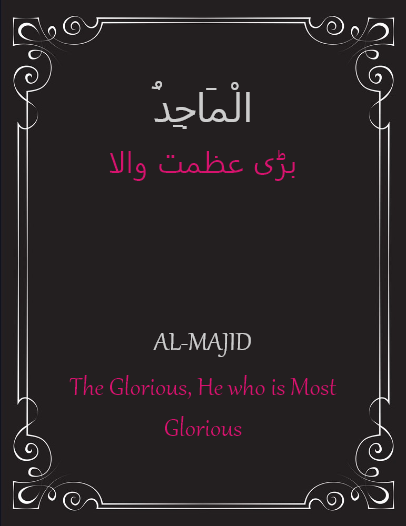 الْمَاجِدُ
بڑی عظمت والا
AL-MAJID
The Glorious, He who is Most
Glorious